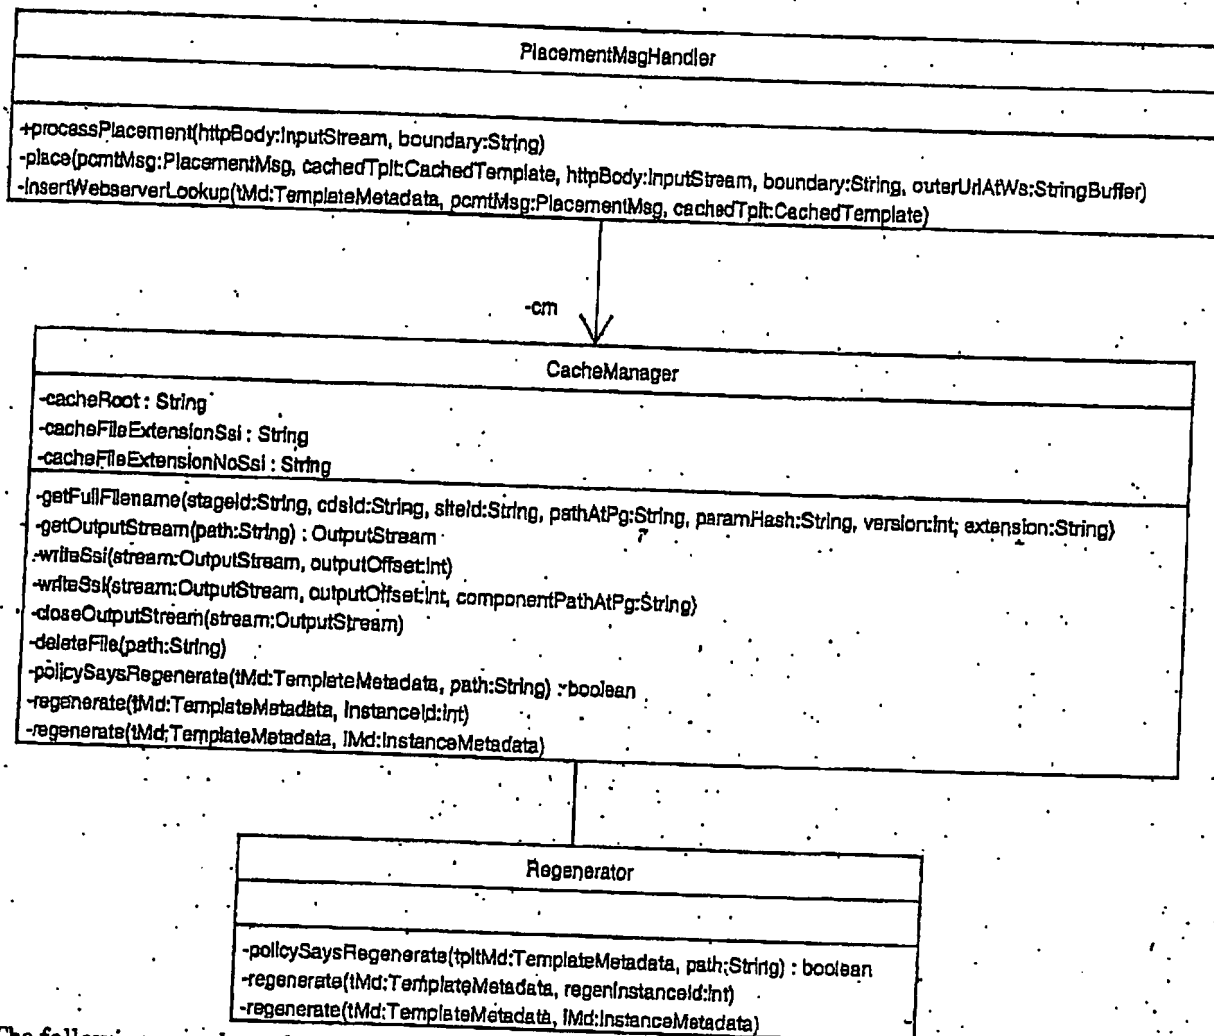 PlacementMsgHandler
+processPlacement(httpBody:InputStream, boundary:String)
-place(pcmtMsg:PlacementMsg, cachedTplt:CachedTemplate, httpBody:InputStream, boundary:String, outerUrlAtWs:StringBuffer)
-insertWebserverLookup(tMd:TemplateMetadata, pcmtMsg:PlacementMsg, cachedTplt:CachedTemplate)
-cm
CacheManager
-cacheRoot : String
-cacheFileExtensionSsi : String
-cacheFileExtensionNoSsi : String
-getFullFilename(stageId:String, cdsId:String, siteId:String, pathAtPg:String, paramHash:String, version:int, extension:String)
-getOutputStream(path:String) : OutputStream
-writeSsi(stream:OutputStream, outputOffset:int)
-writeSsi(stream:OutputStream, outputOffset:int, componentPathAtPg:String)
-closeOutputStream(stream:OutputStream)
-deleteFile(path:String)
-policySaysRegenerate(tMd:TemplateMetadata, path:String) : boolean
-regenerate(tMd:TemplateMetadata, instanceId:int)
-regenerate(tMd:TemplateMetadata, iMd:InstanceMetadata)
Regenerator
-policySaysRegenerate(tpltMd:TemplateMetadata, path:String) : boolean
-regenerate(tMd:TemplateMetadata, regenInstanceId:int)
-regenerate(tMd:TemplateMetadata, iMd:InstanceMetadata)
The following